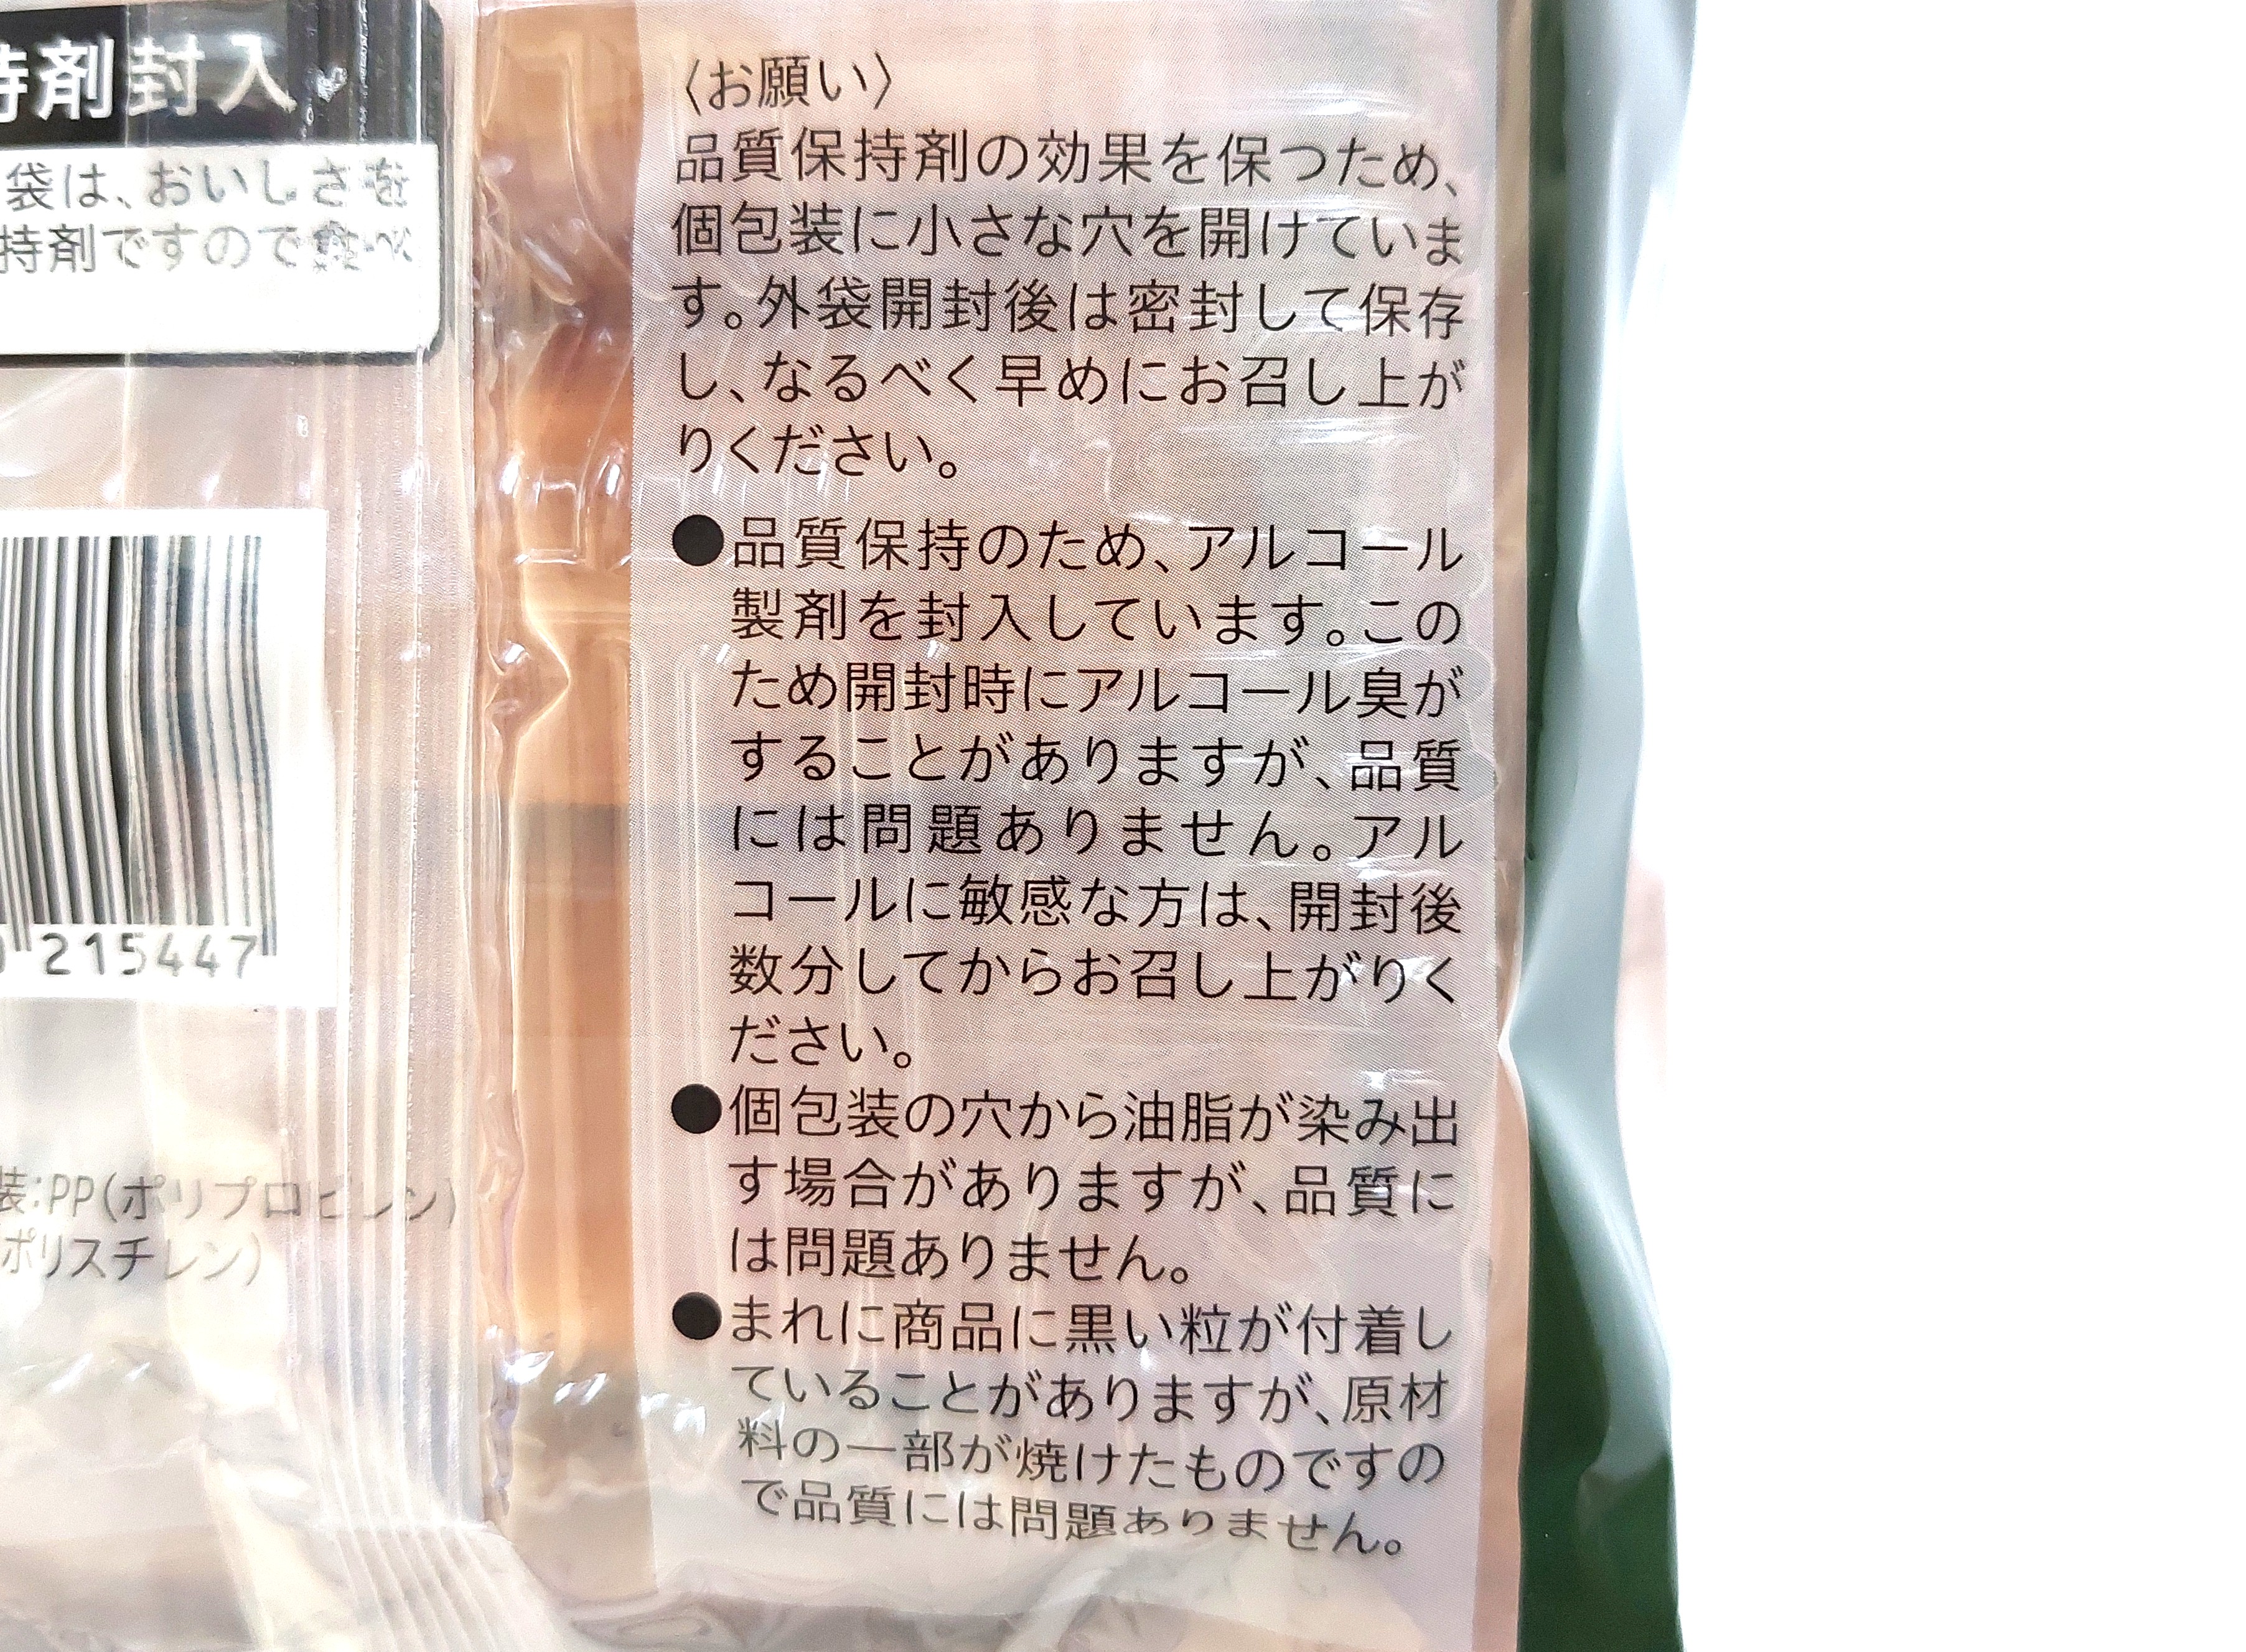 持剤封入
袋は、おいしさを
持剤ですので食べ
215447
装:PP(ポリプロピレン)
ポリスチレン)
〈お願い〉
品質保持剤の効果を保つため、
個包装に小さな穴を開けていま
す。外袋開封後は密封して保存
し、なるべく早めにお召し上が
りください。
●品質保持のため、アルコール
製剤を封入しています。この
ため開封時にアルコール臭が
することがありますが、品質
には問題ありません。アル
コールに敏感な方は、開封後
数分してからお召し上がりく
ださい。
●個包装の穴から油脂が染み出
す場合がありますが、品質に
は問題ありません。
●まれに商品に黒い粒が付着し
ていることがありますが、原材
料の一部が焼けたものですの
で品質には問題ありません。